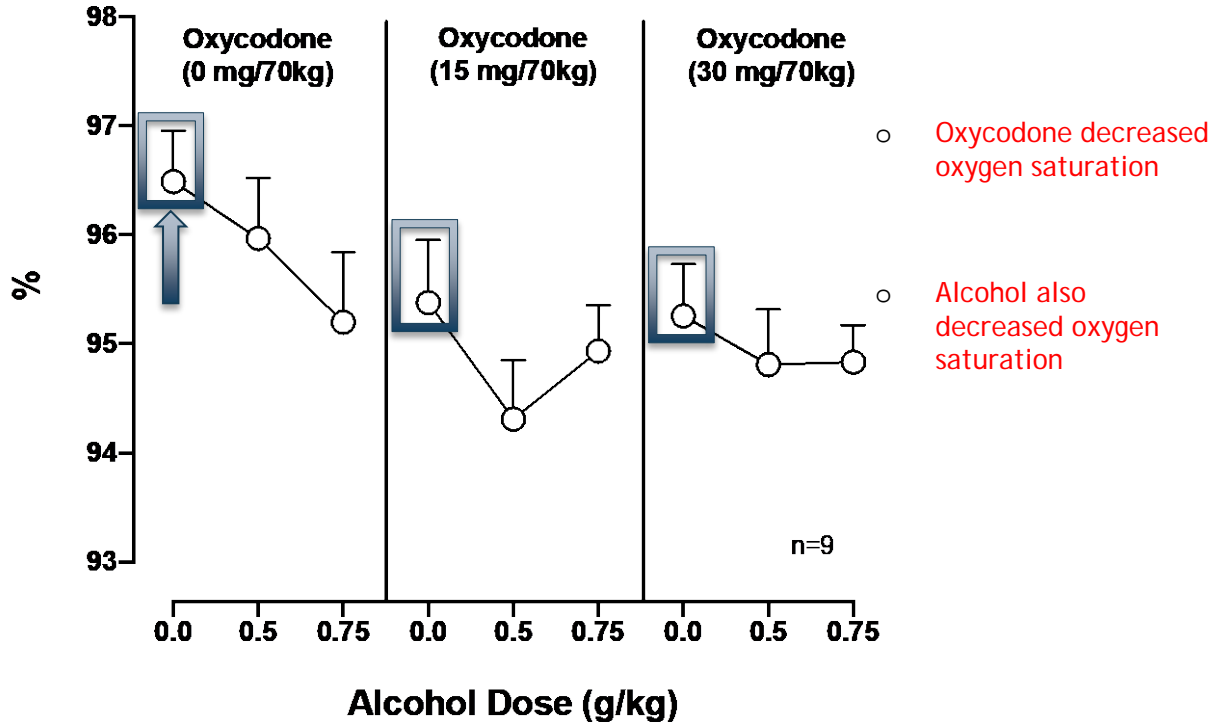 98
Oxycodone
(0 mg/70kg)
Oxycodone
(15 mg/70kg)
Oxycodone
(30 mg/70kg)
97
96
95
94
93
%
n=9
0.0 0.5 0.75 0.0 0.5 0.75 0.0 0.5 0.75
Alcohol Dose (g/kg)
Oxycodone decreased
oxygen saturation
Alcohol also
decreased oxygen
saturation